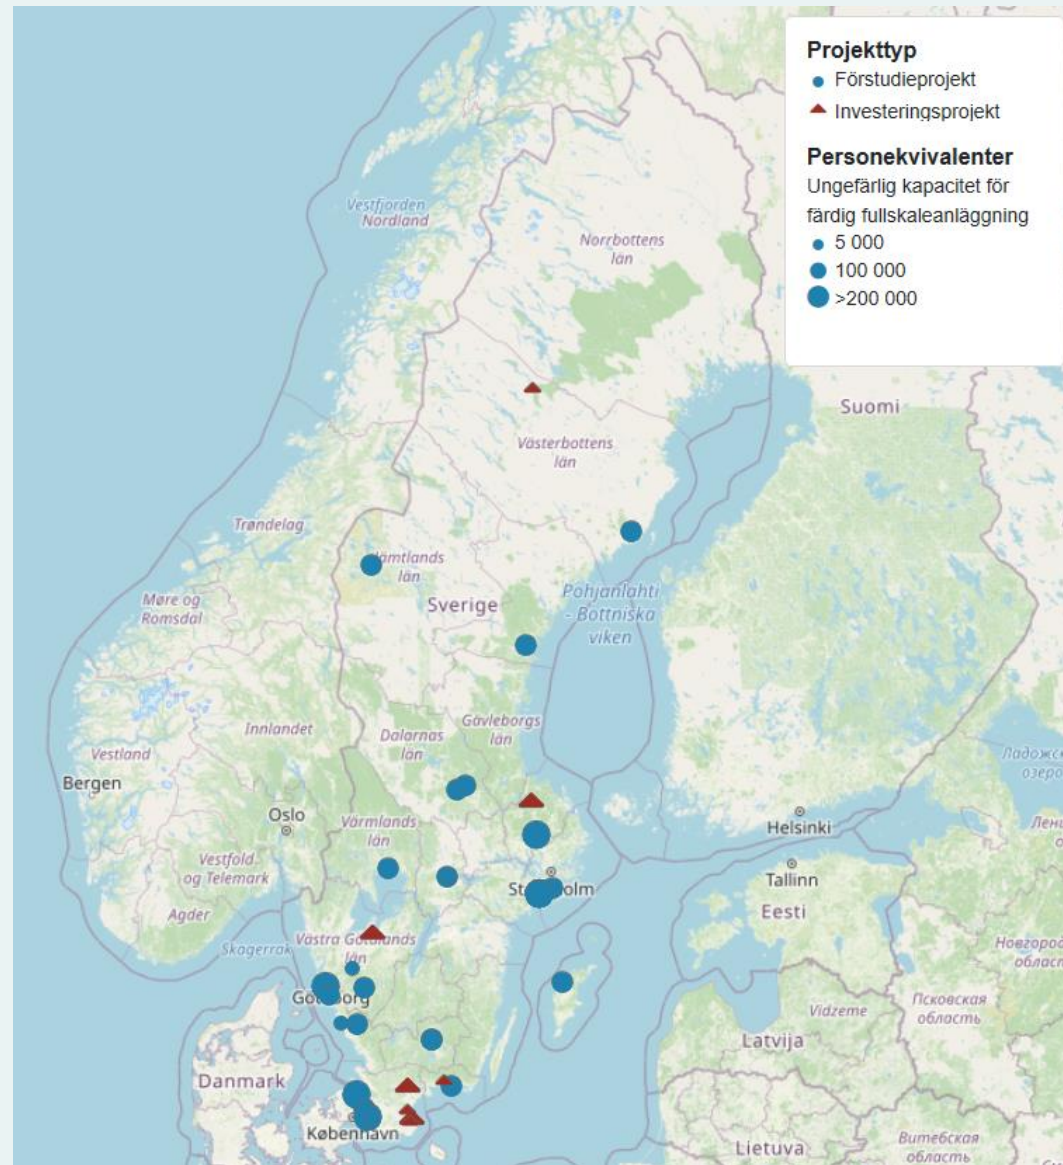 Projekttyp
Förstudieprojekt
Investeringsprojekt
Personekvivalenter
Ungefärlig kapacitet för
färdig fullskaleanläggning
5 000
100 000
>200 000
Vestfjorden
Nordland
Norrbottens
län
Suomi
Västerbottens
län
Trøndelag
Jämtlands
län
Møre og
Romsdal
Sverige
Pohjanlahti
- Bottniska
viken
Innlandet
Gävleborgs
län
Dalarnas
län
Vestland
Bergen
Oslo
Värmlands
län
Helsinki
Vestfold
og Telemark
Tallinn
Stockholm
Eesti
Agder
Skagerrak
Västra Götalands
län
Göteborg
Псковская
область
Vidzeme
Latvija
Danmark
København
Lietuva
Витебская
область